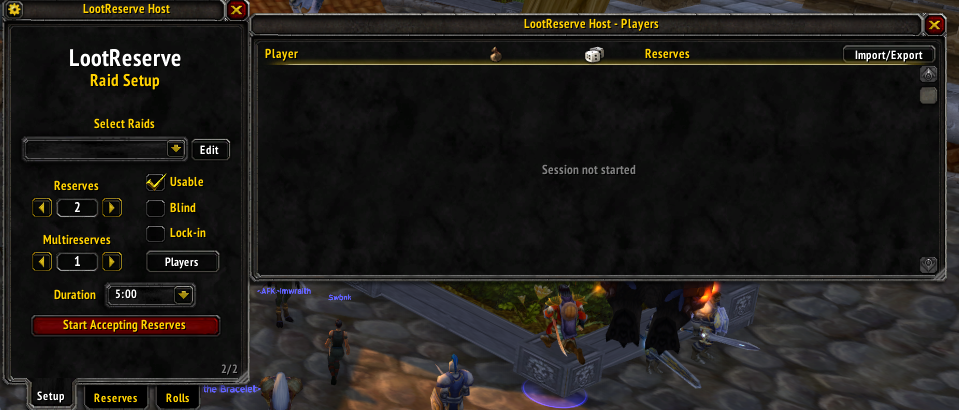 LootReserve Host
LootReserve
Raid Setup
Select Raids
Edit
Reserves
2
Usable
Blind
Multireserves
Lock-in
1
Players
Duration
5:00
Start Accepting Reserves
2/2
Setup
Reserves
Rolls
LootReserve Host - Players
Player
Reserves
Import/Export
Session not started
<AFK>Imwraith
Swbnk
the Bracelet>